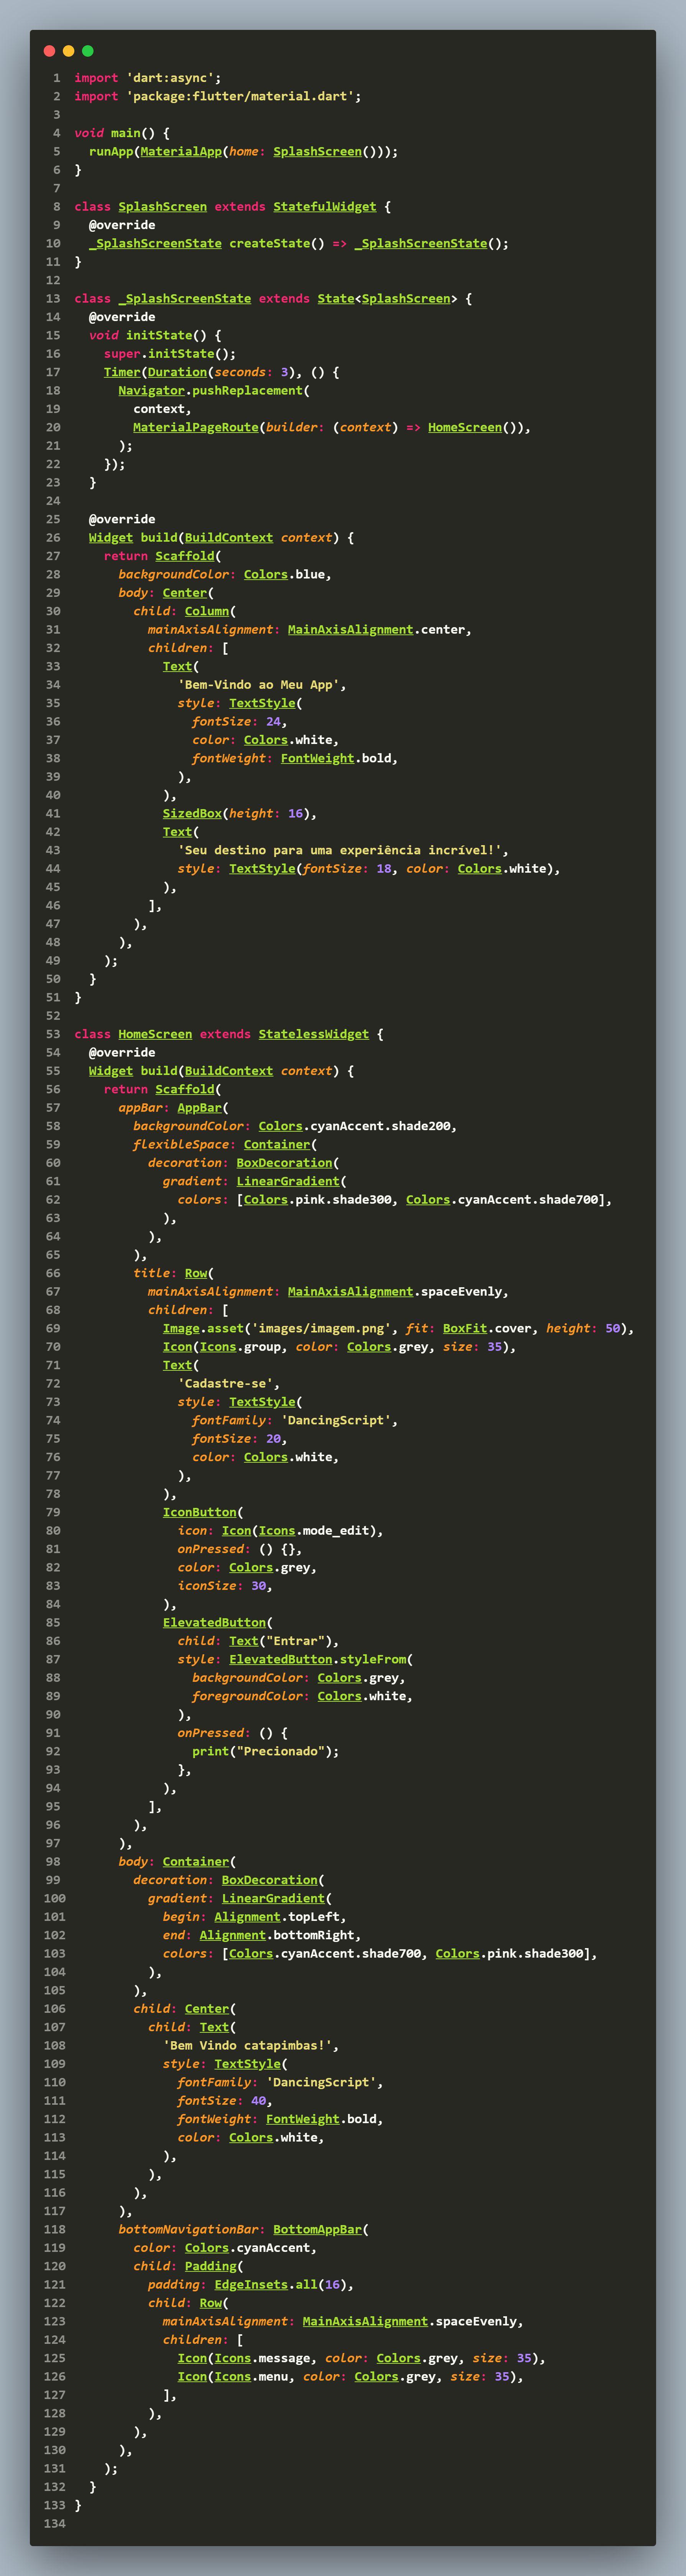 1 import 'dart:async';
2 import 'package:flutter/material.dart';
3
4 void main() {
5   runApp(MaterialApp(home: SplashScreen()));
6 }
7
8 class SplashScreen extends StatefulWidget {
9   @override
10   _SplashScreenState createState() => _SplashScreenState();
11 }
12
13 class _SplashScreenState extends State<SplashScreen> {
14   @override
15   void initState() {
16     super.initState();
17     Timer(Duration(seconds: 3), () {
18       Navigator.pushReplacement(
19         context,
20         MaterialPageRoute(builder: (context) => HomeScreen()),
21       );
22     });
23   }
24
25   @override
26   Widget build(BuildContext context) {
27     return Scaffold(
28       backgroundColor: Colors.blue,
29       body: Center(
30         child: Column(
31           mainAxisAlignment: MainAxisAlignment.center,
32           children: [
33             Text(
34               'Bem-Vindo ao Meu App',
35               style: TextStyle(
36                 fontSize: 24,
37                 color: Colors.white,
38                 fontWeight: FontWeight.bold,
39               ),
40             ),
41             SizedBox(height: 16),
42             Text(
43               'Seu destino para uma experiência incrível!',
44               style: TextStyle(fontSize: 18, color: Colors.white),
45             ),
46           ],
47         ),
48       ),
49     );
50   }
51 }
52
53 class HomeScreen extends StatelessWidget {
54   @override
55   Widget build(BuildContext context) {
56     return Scaffold(
57       appBar: AppBar(
58         backgroundColor: Colors.cyanAccent.shade200,
59         flexibleSpace: Container(
60           decoration: BoxDecoration(
61             gradient: LinearGradient(
62               colors: [Colors.pink.shade300, Colors.cyanAccent.shade700],
63             ),
64           ),
65         ),
66         title: Row(
67           mainAxisAlignment: MainAxisAlignment.spaceEvenly,
68           children: [
69             Image.asset('images/imagem.png', fit: BoxFit.cover, height: 50),
70             Icon(Icons.group, color: Colors.grey, size: 35),
71             Text(
72               'Cadastre-se',
73               style: TextStyle(
74                 fontFamily: 'DancingScript',
75                 fontSize: 20,
76                 color: Colors.white,
77               ),
78             ),
79             IconButton(
80               icon: Icon(Icons.mode_edit),
81               onPressed: () {},
82               color: Colors.grey,
83               iconSize: 30,
84             ),
85             ElevatedButton(
86               child: Text("Entrar"),
87               style: ElevatedButton.styleFrom(
88                 backgroundColor: Colors.grey,
89                 foregroundColor: Colors.white,
90               ),
91               onPressed: () {
92                 print("Precionado");
93               },
94             ),
95           ],
96         ),
97       ),
98       body: Container(
99         decoration: BoxDecoration(
100           gradient: LinearGradient(
101             begin: Alignment.topLeft,
102             end: Alignment.bottomRight,
103             colors: [Colors.cyanAccent.shade700, Colors.pink.shade300],
104           ),
105         ),
106         child: Center(
107           child: Text(
108             'Bem Vindo catapimbas!',
109             style: TextStyle(
110               fontFamily: 'DancingScript',
111               fontSize: 40,
112               fontWeight: FontWeight.bold,
113               color: Colors.white,
114             ),
115           ),
116         ),
117       ),
118       bottomNavigationBar: BottomAppBar(
119         color: Colors.cyanAccent,
120         child: Padding(
121           padding: EdgeInsets.all(16),
122           child: Row(
123             mainAxisAlignment: MainAxisAlignment.spaceEvenly,
124             children: [
125               Icon(Icons.message, color: Colors.grey, size: 35),
126               Icon(Icons.menu, color: Colors.grey, size: 35),
127             ],
128           ),
129         ),
130       ),
131     );
132   }
133 }
134